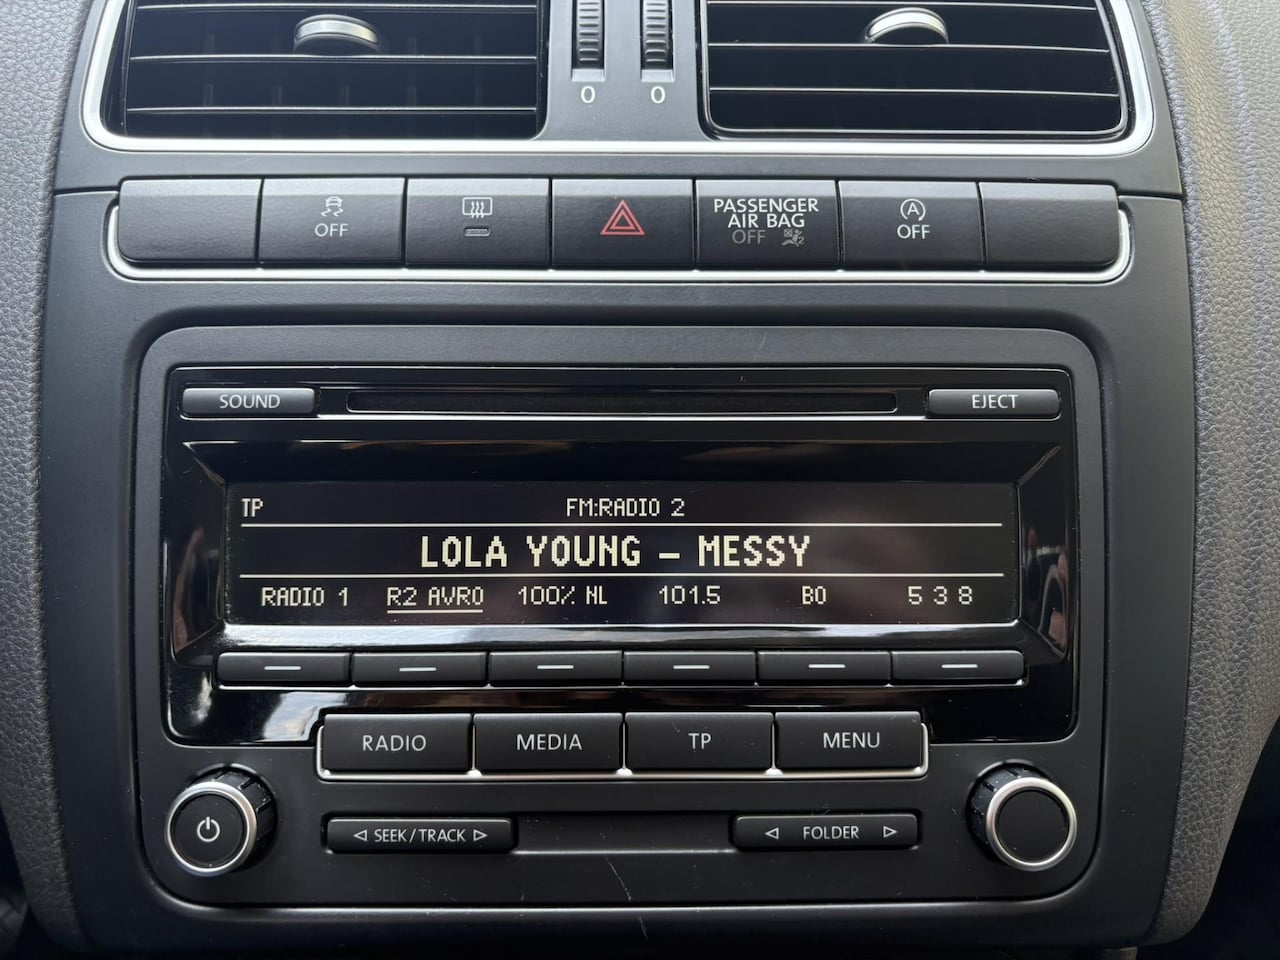 0 0
OFF
PASSENGER
AIR BAG
OFF 2
A
OFF
SOUND EJECT
TP FM:RADIO 2
LOLA YOUNG - MESSY
RADIO 1 R2 AVRO 100% NL 101.5 BO 5 3 8
RADIO MEDIA TP MENU
SEEK/TRACK FOLDER